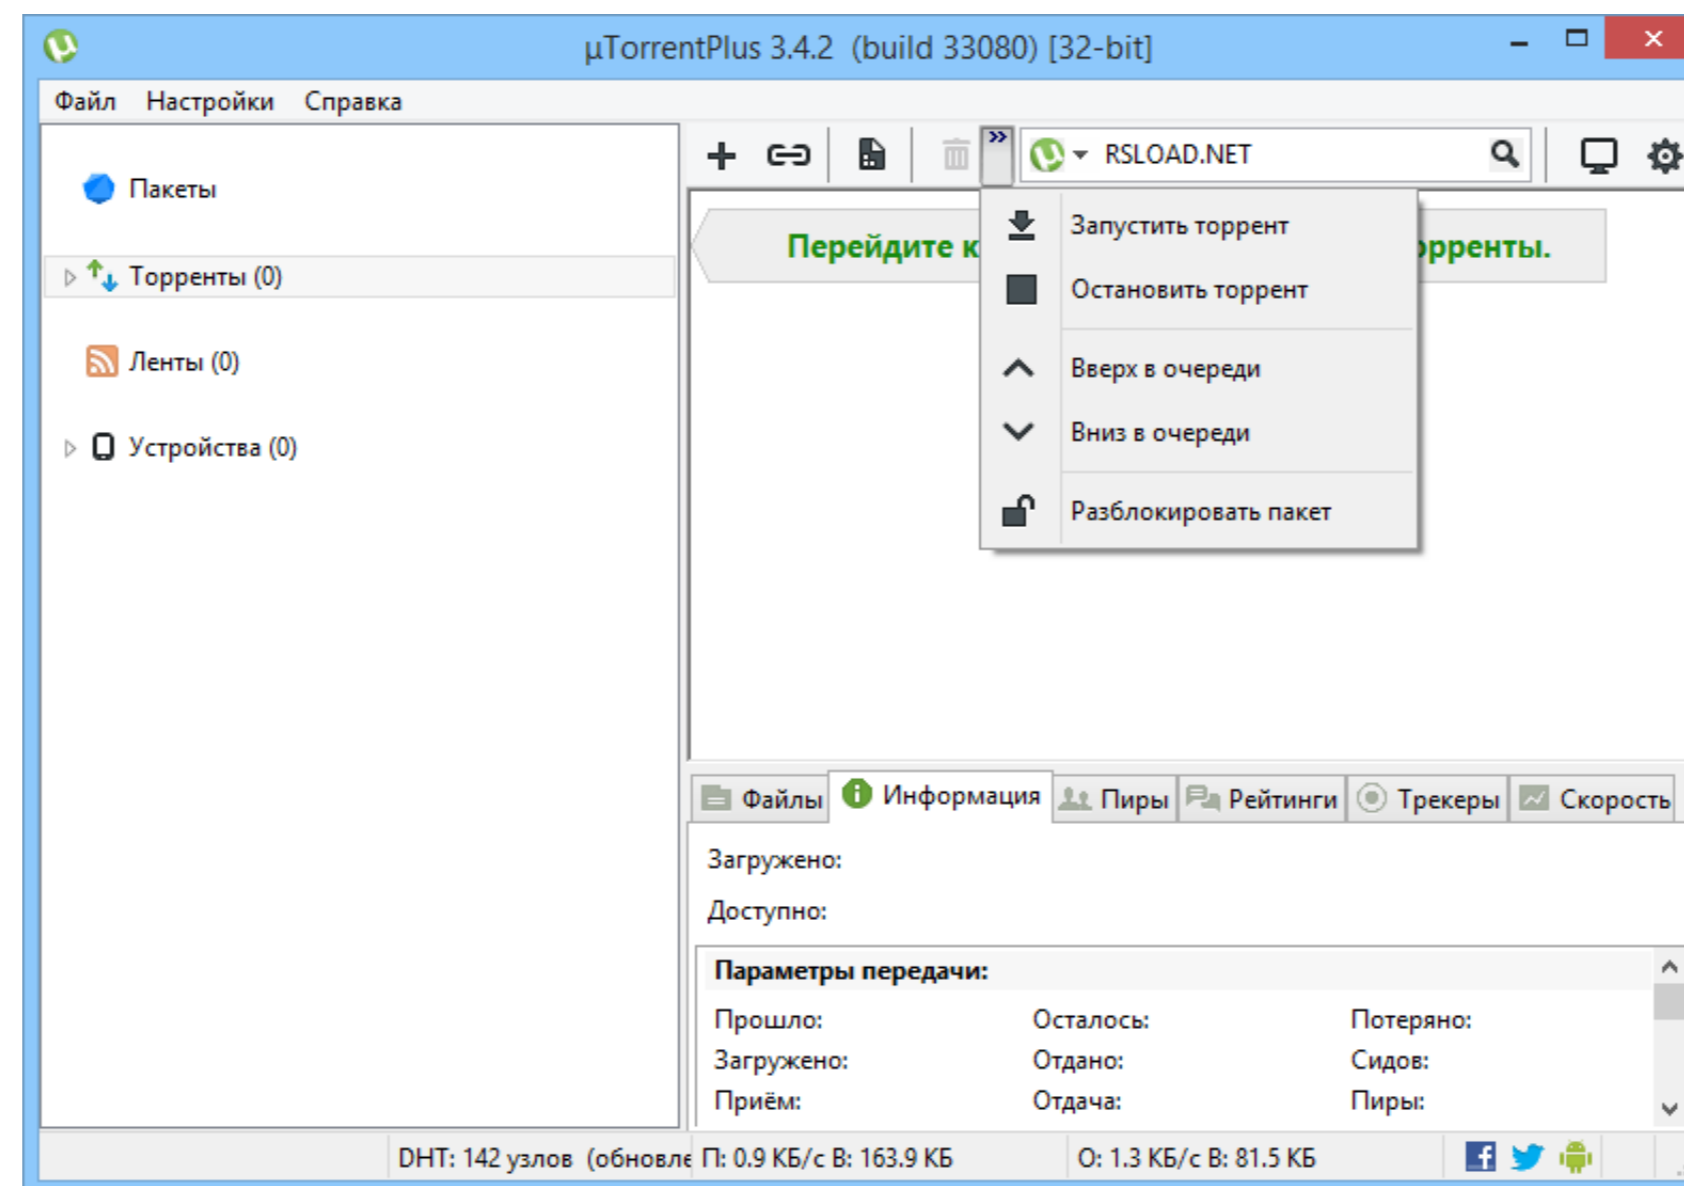 µTorrentPlus 3.4.2 (build 33080) [32-bit]
Файл Настройки Справка
Пакеты
Торренты (0)
Ленты (0)
Устройства (0)
RSLOAD.NET
Перейдите к
Запустить торрент
Остановить торрент
Вверх в очереди
Вниз в очереди
Разблокировать пакет
Файлы Информация Пиры Рейтинги Трекеры Скорость
Загружено:
Доступно:
Параметры передачи:
Прошло: Осталось: Потеряно:
Загружено: Отдано: Сидов:
Приём: Отдача: Пиры:
DHT: 142 узлов (обновле П: 0.9 КБ/с В: 163.9 КБ О: 1.3 КБ/с В: 81.5 КБ